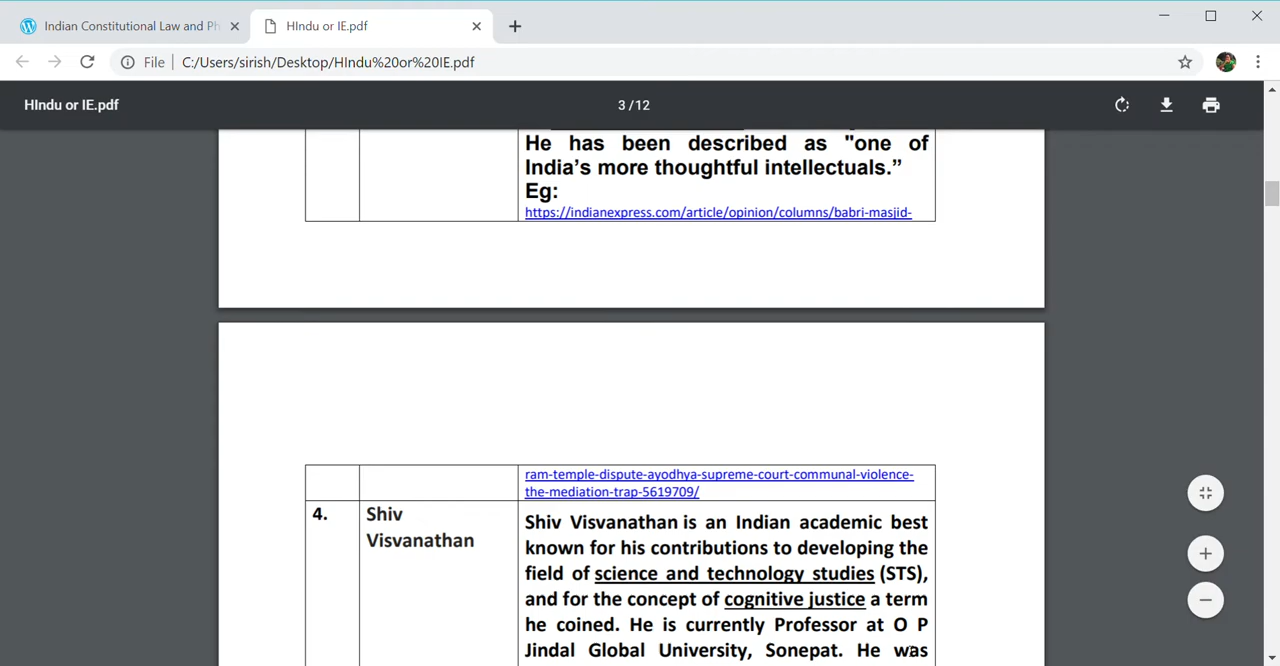 Indian Constitutional Law and Ph
HIndu or IE.pdf
File
C:/Users/sirish/Desktop/HIndu%20or%20IE.pdf
HIndu or IE.pdf
3 / 12
He has been described as "one of
India's more thoughtful intellectuals.”
Eg:
https://indianexpress.com/article/opinion/columns/babri-masjid-
ram-temple-dispute-ayodhya-supreme-court-communal-violence-
the-mediation-trap-5619709/
4.
Shiv
Visvanathan
Shiv Visvanathan is an Indian academic best
known for his contributions to developing the
field of science and technology studies (STS),
and for the concept of cognitive justice a term
he coined. He is currently Professor at O P
Jindal Global University, Sonepat. He was